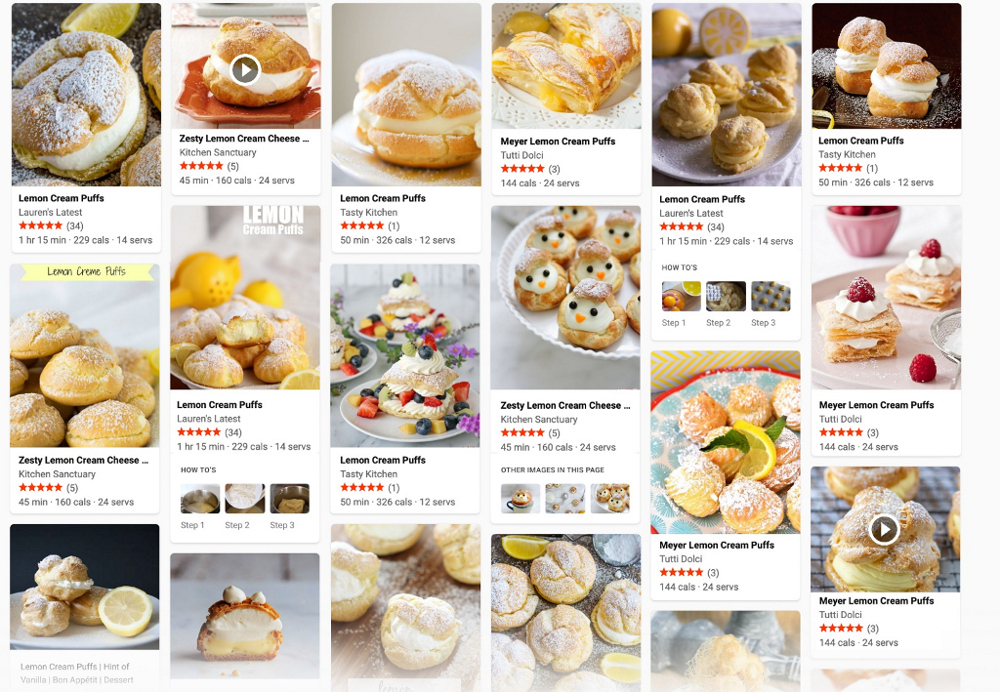 Lemon Cream Puffs
Lauren's Latest
(34)
1 hr 15 min · 229 cals · 14 servs
Lemon Creme Puffs
Zesty Lemon Cream Cheese ...
Kitchen Sanctuary
(5)
45 min · 160 cals · 24 servs
Lemon Cream Puffs | Hint of
Vanilla | Bon Appétit | Dessert
Zesty Lemon Cream Cheese ...
Kitchen Sanctuary
(5)
45 min · 160 cals · 24 servs
LEMON
Cream Puffs
Lemon Cream Puffs
Lauren's Latest
(34)
1 hr 15 min · 229 cals · 14 servs
HOW TO'S
Step 1
Step 2
Step 3
Lemon Cream Puffs
Tasty Kitchen
(1)
50 min · 326 cals · 12 servs
Lemon Cream Puffs
Tasty Kitchen
(1)
50 min · 326 cals · 12 servs
lemon
Meyer Lemon Cream Puffs
Tutti Dolci
(3)
144 cals · 24 servs
Zesty Lemon Cream Cheese ...
Kitchen Sanctuary
(5)
45 min · 160 cals · 24 servs
OTHER IMAGES IN THIS PAGE
Lemon Cream Puffs
Lauren's Latest
(34)
1 hr 15 min · 229 cals · 14 servs
HOW TO'S
Step 1
Step 2
Step 3
Meyer Lemon Cream Puffs
Tutti Dolci
(3)
144 cals · 24 servs
Lemon Cream Puffs
Tasty Kitchen
(1)
50 min · 326 cals · 12 servs
Meyer Lemon Cream Puffs
Tutti Dolci
(3)
144 cals · 24 servs
Meyer Lemon Cream Puffs
Tutti Dolci
(3)
144 cals · 24 servs